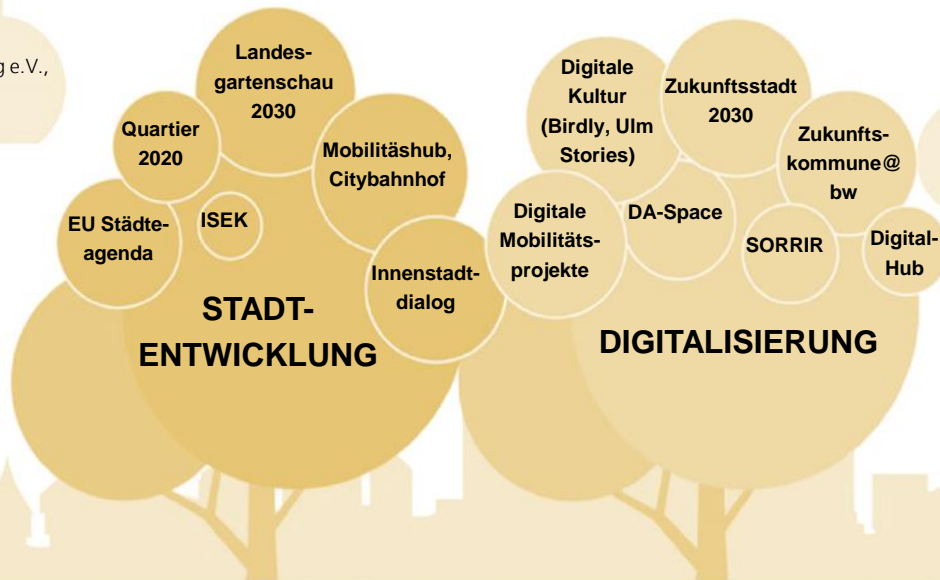 g e.V.,
Landes-
gartenschau
2030
Quartier
2020
Mobilitäshub,
Citybahnhof
EU Städte-
agenda
ISEK
Innenstadt-
dialog
STADT-
ENTWICKLUNG
Digitale
Kultur
(Birdly, Ulm
Stories)
Zukunftsstadt
2030
Zukunfts-
kommune@
bw
Digitale
Mobilitäts-
projekte
DA-Space
SORRIR
Digital-
Hub
DIGITALISIERUNG